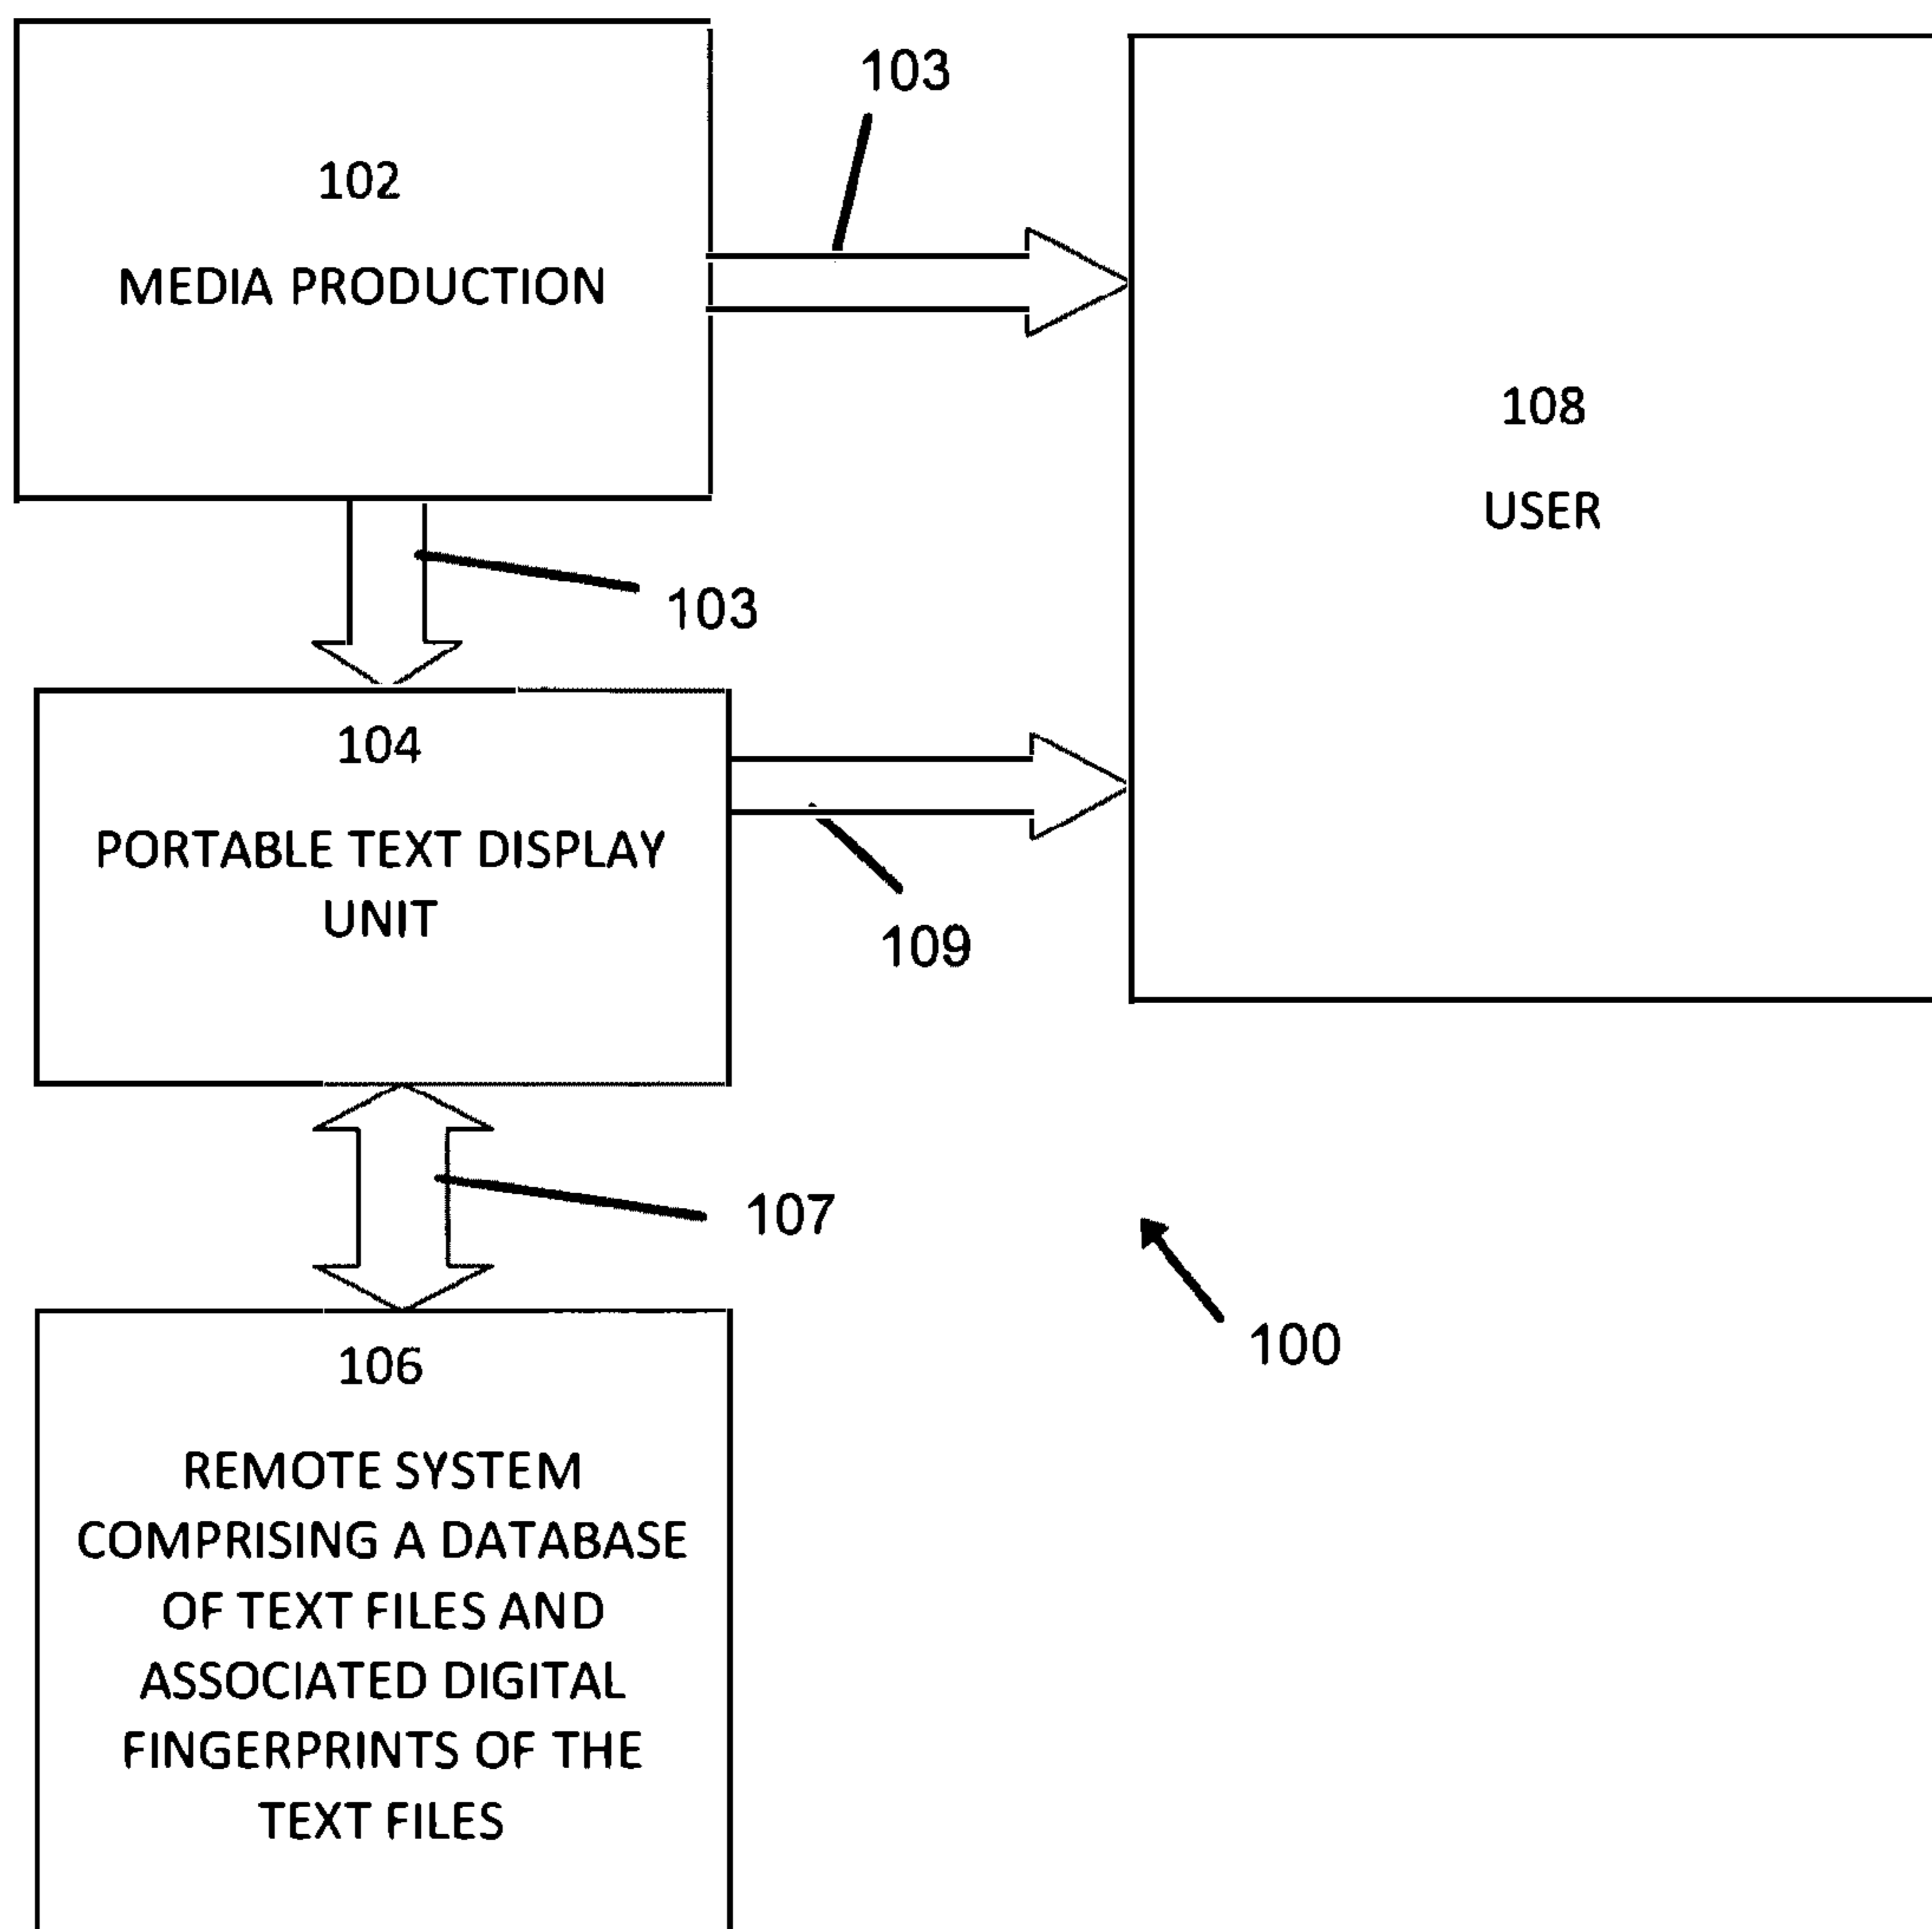 102
MEDIA PRODUCTION
103
108
USER
103
104
PORTABLE TEXT DISPLAY
UNIT
109
107
100
106
REMOTE SYSTEM
COMPRISING A DATABASE
OF TEXT FILES AND
ASSOCIATED DIGITAL
FINGERPRINTS OF THE
TEXT FILES